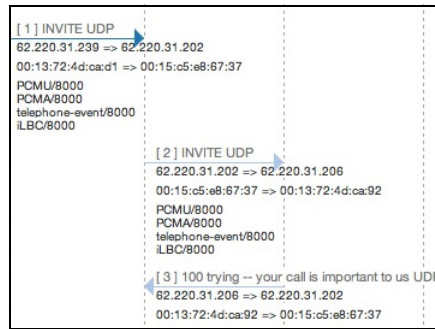 [ 1 ] INVITE UDP
62.220.31.239 => 62.220.31.202
00:13:72:4d:ca:d1 => 00:15:c5:e8:67:37
PCMU/8000
PCMA/8000
telephone-event/8000
iLBC/8000
[ 2 ] INVITE UDP
62.220.31.202 => 62.220.31.206
00:15:c5:e8:67:37 => 00:13:72:4d:ca:92
PCMU/8000
PCMA/8000
telephone-event/8000
iLBC/8000
[ 3 ] 100 trying -- your call is important to us UDP
62.220.31.206 => 62.220.31.202
00:13:72:4d:ca:92 => 00:15:c5:e8:67:37